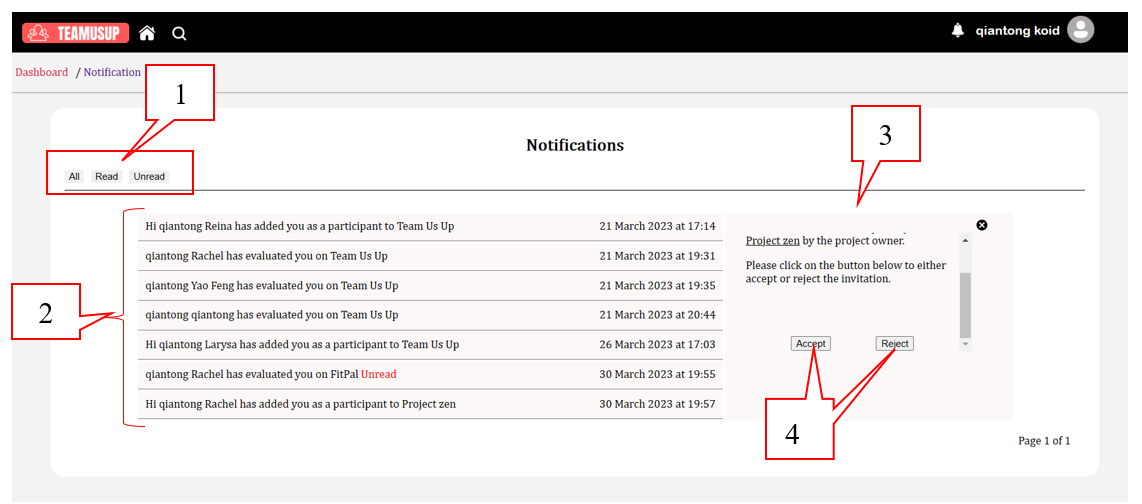 TEAMUSUP
qiantong koid
Dashboard / Notification
1
Notifications
3
All Read Unread
Hi qiantong Reina has added you as a participant to Team Us Up 21 March 2023 at 17:14
qiantong Rachel has evaluated you on Team Us Up 21 March 2023 at 19:31
qiantong Yao Feng has evaluated you on Team Us Up 21 March 2023 at 19:35
qiantong qiantong has evaluated you on Team Us Up 21 March 2023 at 20:44
Hi qiantong Larysa has added you as a participant to Team Us Up 26 March 2023 at 17:03
qiantong Rachel has evaluated you on FitPal Unread 30 March 2023 at 19:55
Hi qiantong Rachel has added you as a participant to Project zen 30 March 2023 at 19:57
2
Project zen by the project owner.
Please click on the button below to either
accept or reject the invitation.
Accept Reject
4
Page 1 of 1